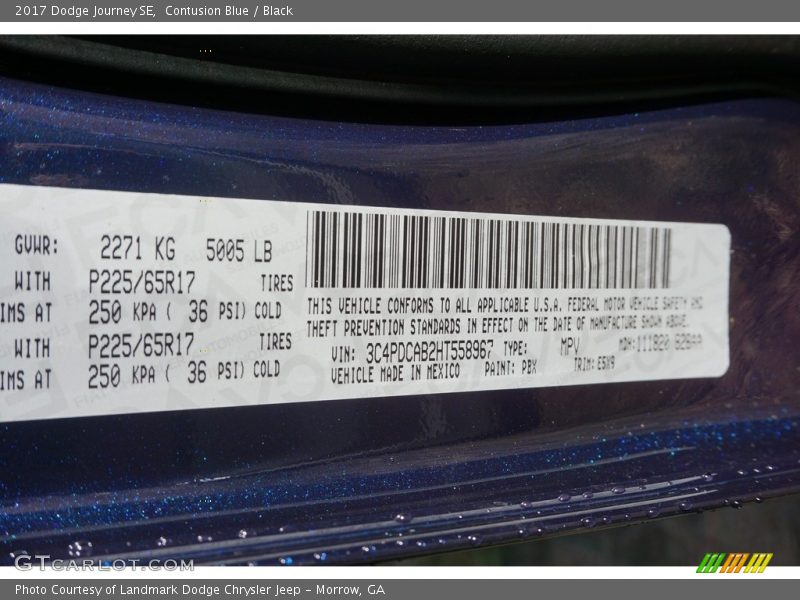 2017 Dodge Journey SE, Contusion Blue / Black
GVWR: 2271 KG 5005 LB
WITH P225/65R17 TIRES
IMS AT 250 KPA ( 36 PSI) COLD
WITH P225/65R17 TIRES
IMS AT 250 KPA ( 36 PSI) COLD
THIS VEHICLE CONFORMS TO ALL APPLICABLE U.S.A. FEDERAL MOTOR VEHICLE SAFETY AND
THEFT PREVENTION STANDARDS IN EFFECT ON THE DATE OF MANUFACTURE SHOWN ABOVE.
VIN: 3C4PDCAB2HT558967 TYPE: MPV MDH:111820
VEHICLE MADE IN MEXICO PAINT: PBX TRIM:
GTCARLOT.COM
Photo Courtesy of Landmark Dodge Chrysler Jeep - Morrow, GA